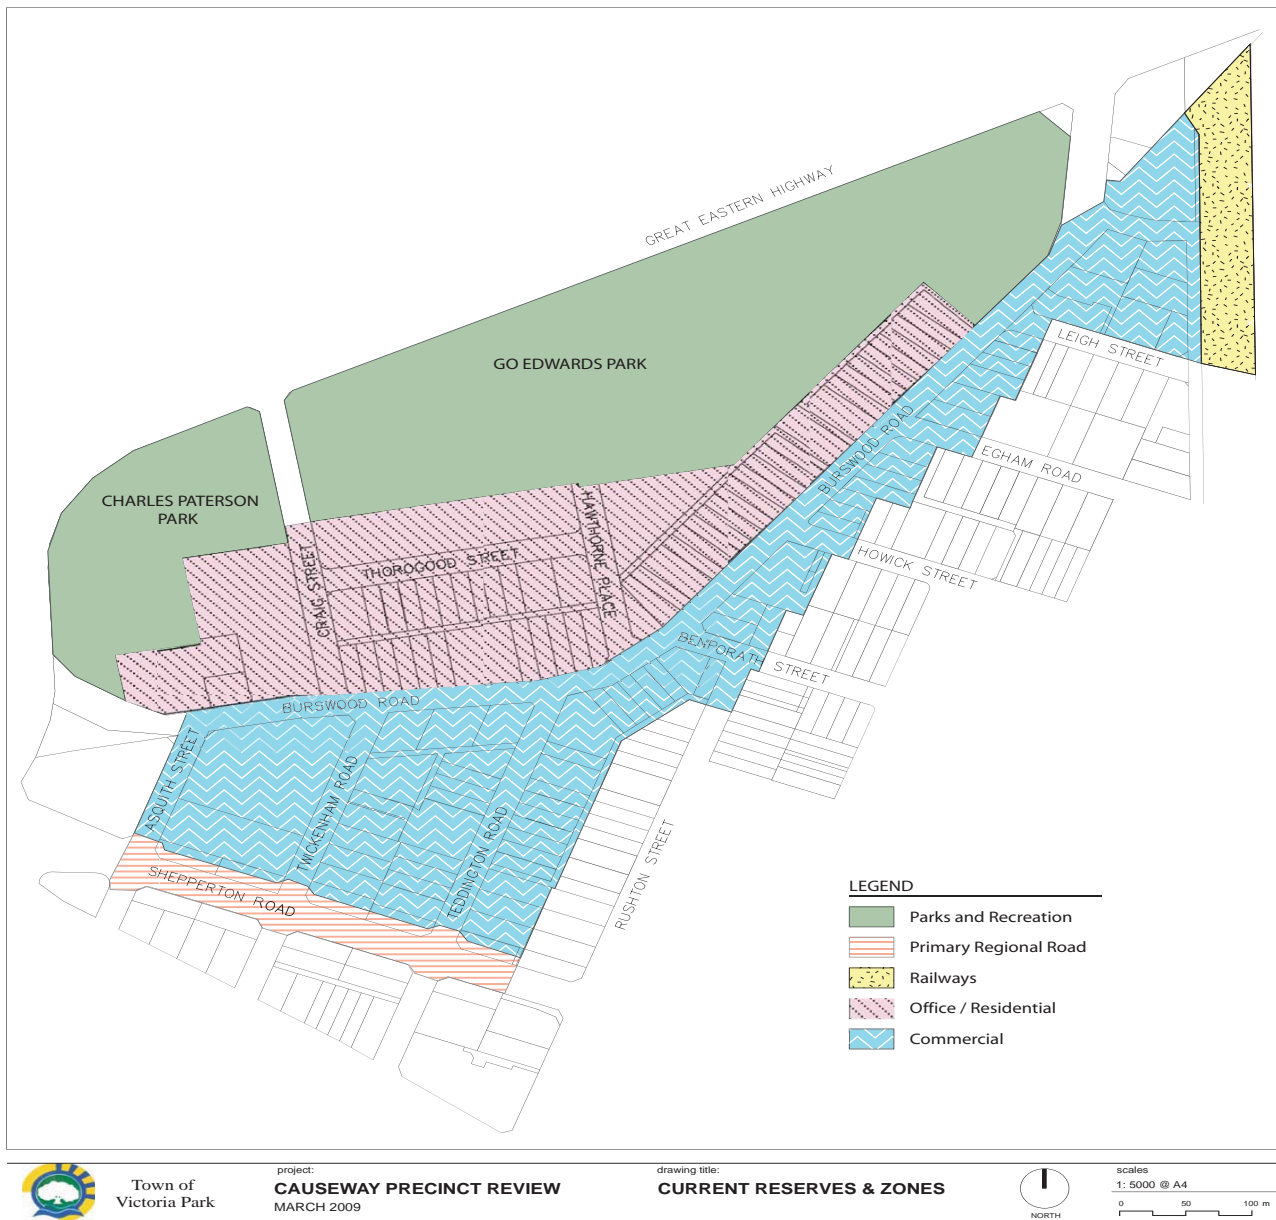 GREAT EASTERN HIGHWAY
LEIGH STREET
GO EDWARDS PARK
BURSWOOD ROAD
EGHAM ROAD
CHARLES PATERSON
PARK
HAWTHORNE PLACE
CRAIG STREET
THOROGOOD STREET
HOWICK STREET
BENPORATH STREET
BURSWOOD ROAD
ASQUITH STREET
TWICKENHAM ROAD
TEDDINGTON ROAD
RUSHTON STREET
SHEPPERTON ROAD
LEGEND
Parks and Recreation
Primary Regional Road
Railways
Office / Residential
Commercial
Town of
Victoria Park
project:
CAUSEWAY PRECINCT REVIEW
MARCH 2009
drawing title:
CURRENT RESERVES & ZONES
NORTH
scales
1: 5000 @ A4
0 50 100 m